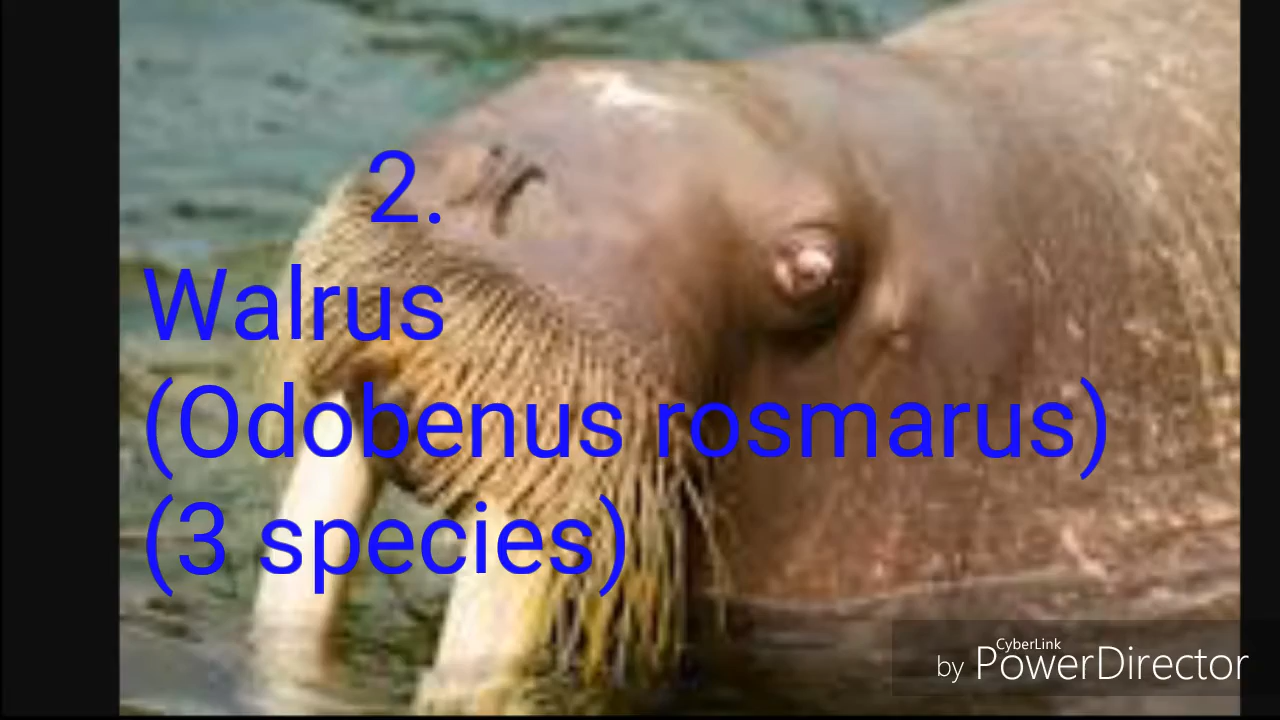 2.
Walrus
(Odobenus rosmarus)
(3 species)
CyberLink
by PowerDirector